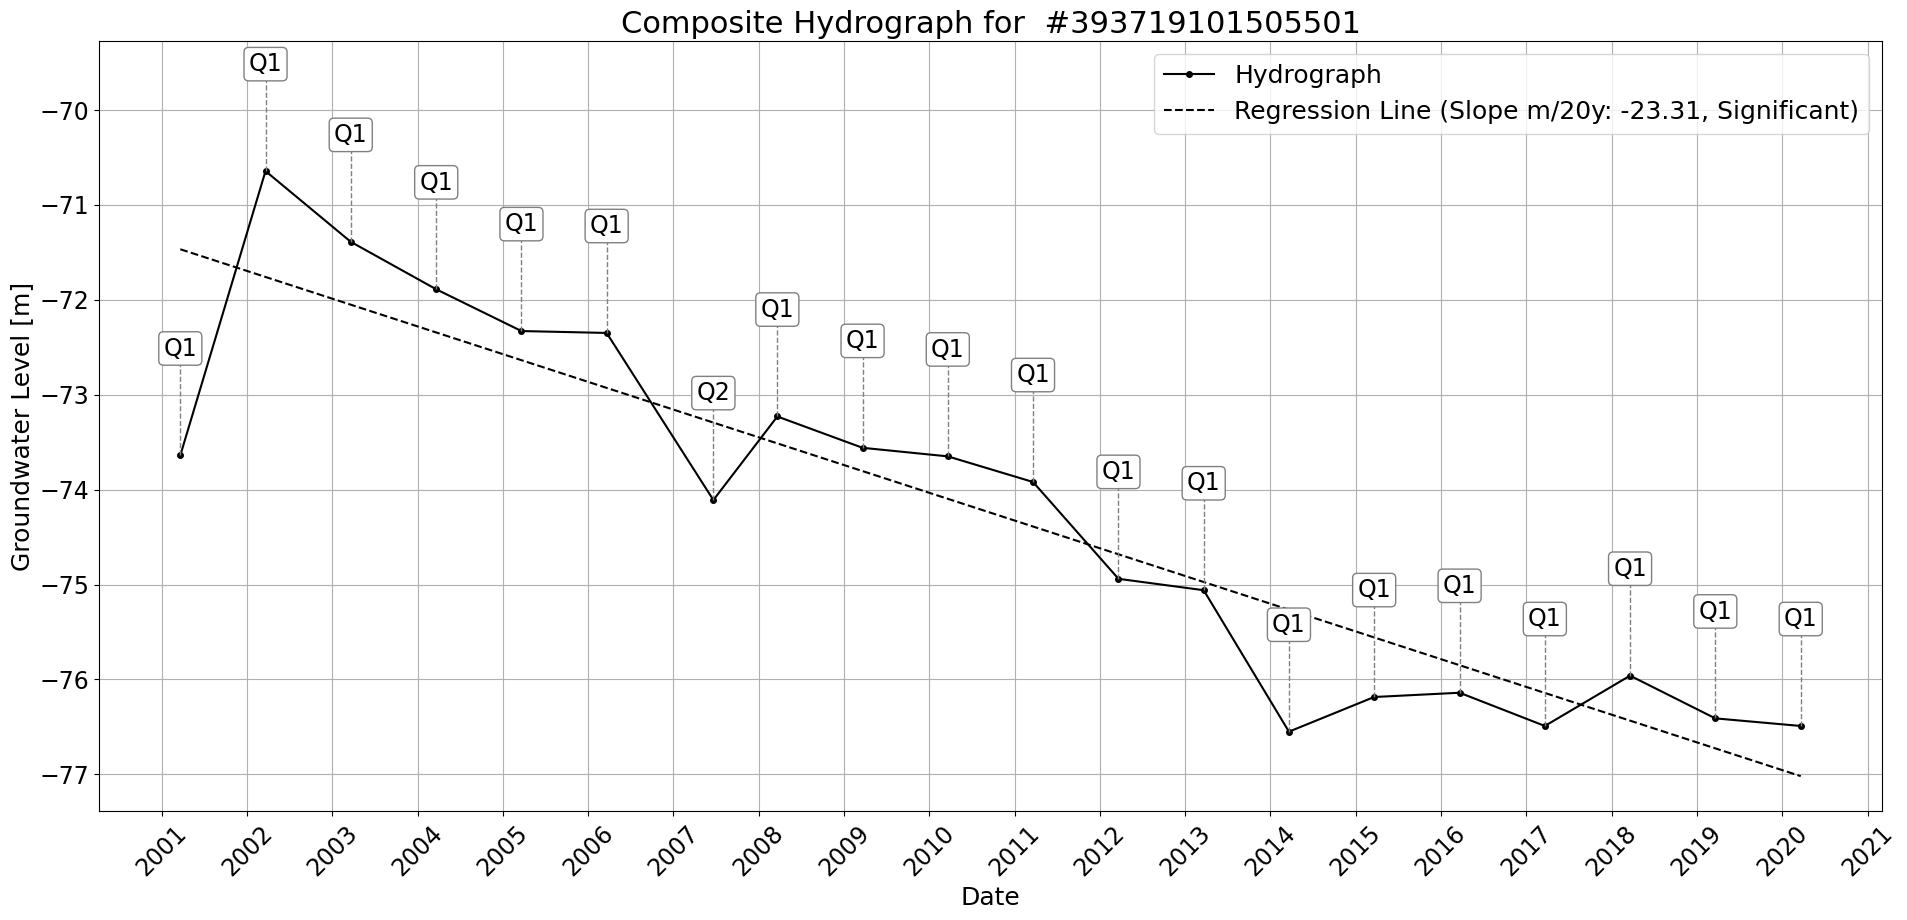 Composite Hydrograph for  #393719101505501
Hydrograph
Regression Line (Slope m/20y: -23.31, Significant)
Groundwater Level [m]
−70
−71
−72
−73
−74
−75
−76
−77
Q1
Q1
Q1
Q1
Q1
Q1
Q2
Q1
Q1
Q1
Q1
Q1
Q1
Q1
Q1
Q1
Q1
Q1
Q1
Q1
2001
2002
2003
2004
2005
2006
2007
2008
2009
2010
2011
2012
2013
2014
2015
2016
2017
2018
2019
2020
2021
Date